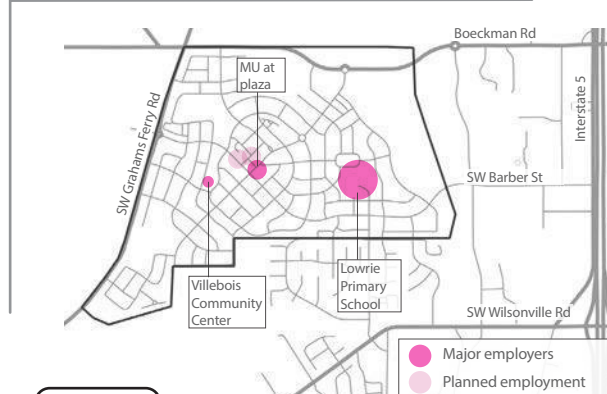 Boeckman Rd
MU at
plaza
SW Grahams Ferry Rd
Interstate 5
SW Barber St
Villebois
Community
Center
Lowrie
Primary
School
SW Wilsonville Rd
Major employers
Planned employment